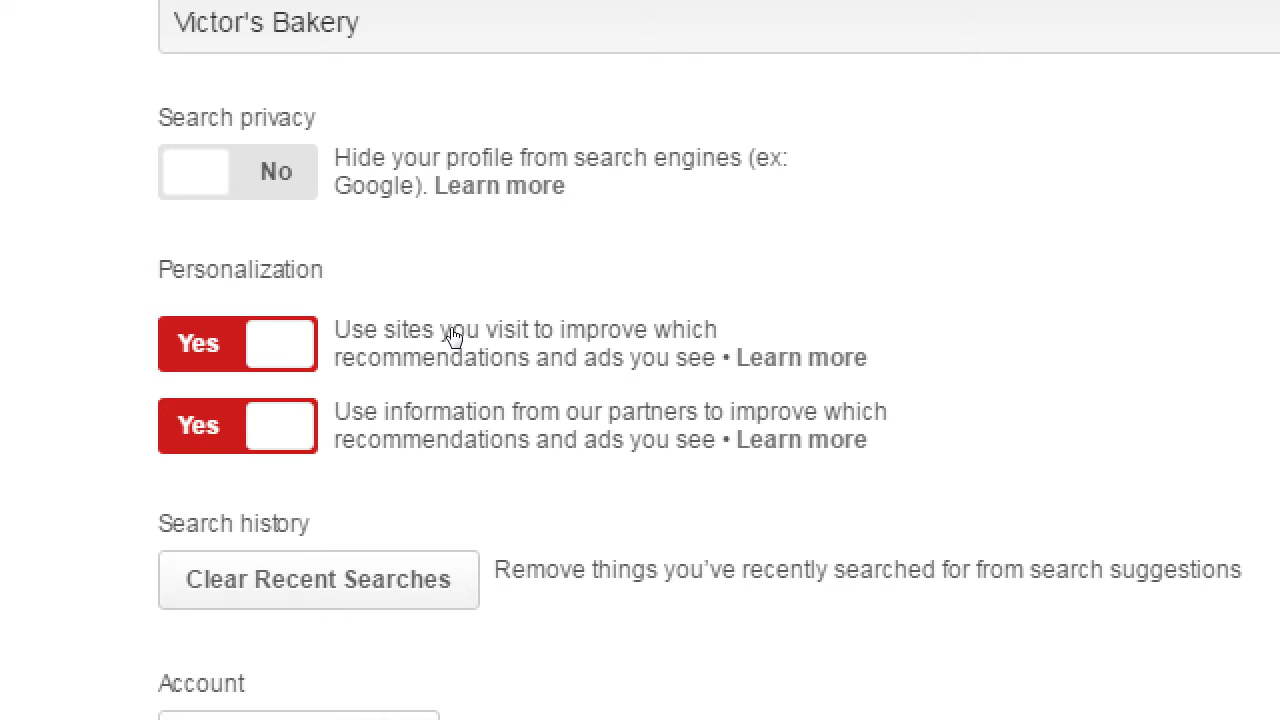 Victor's Bakery
Search privacy
No
Hide your profile from search engines (ex:
Google). Learn more
Personalization
Yes
Use sites you visit to improve which
recommendations and ads you see • Learn more
Yes
Use information from our partners to improve which
recommendations and ads you see • Learn more
Search history
Clear Recent Searches
Remove things you've recently searched for from search suggestions
Account